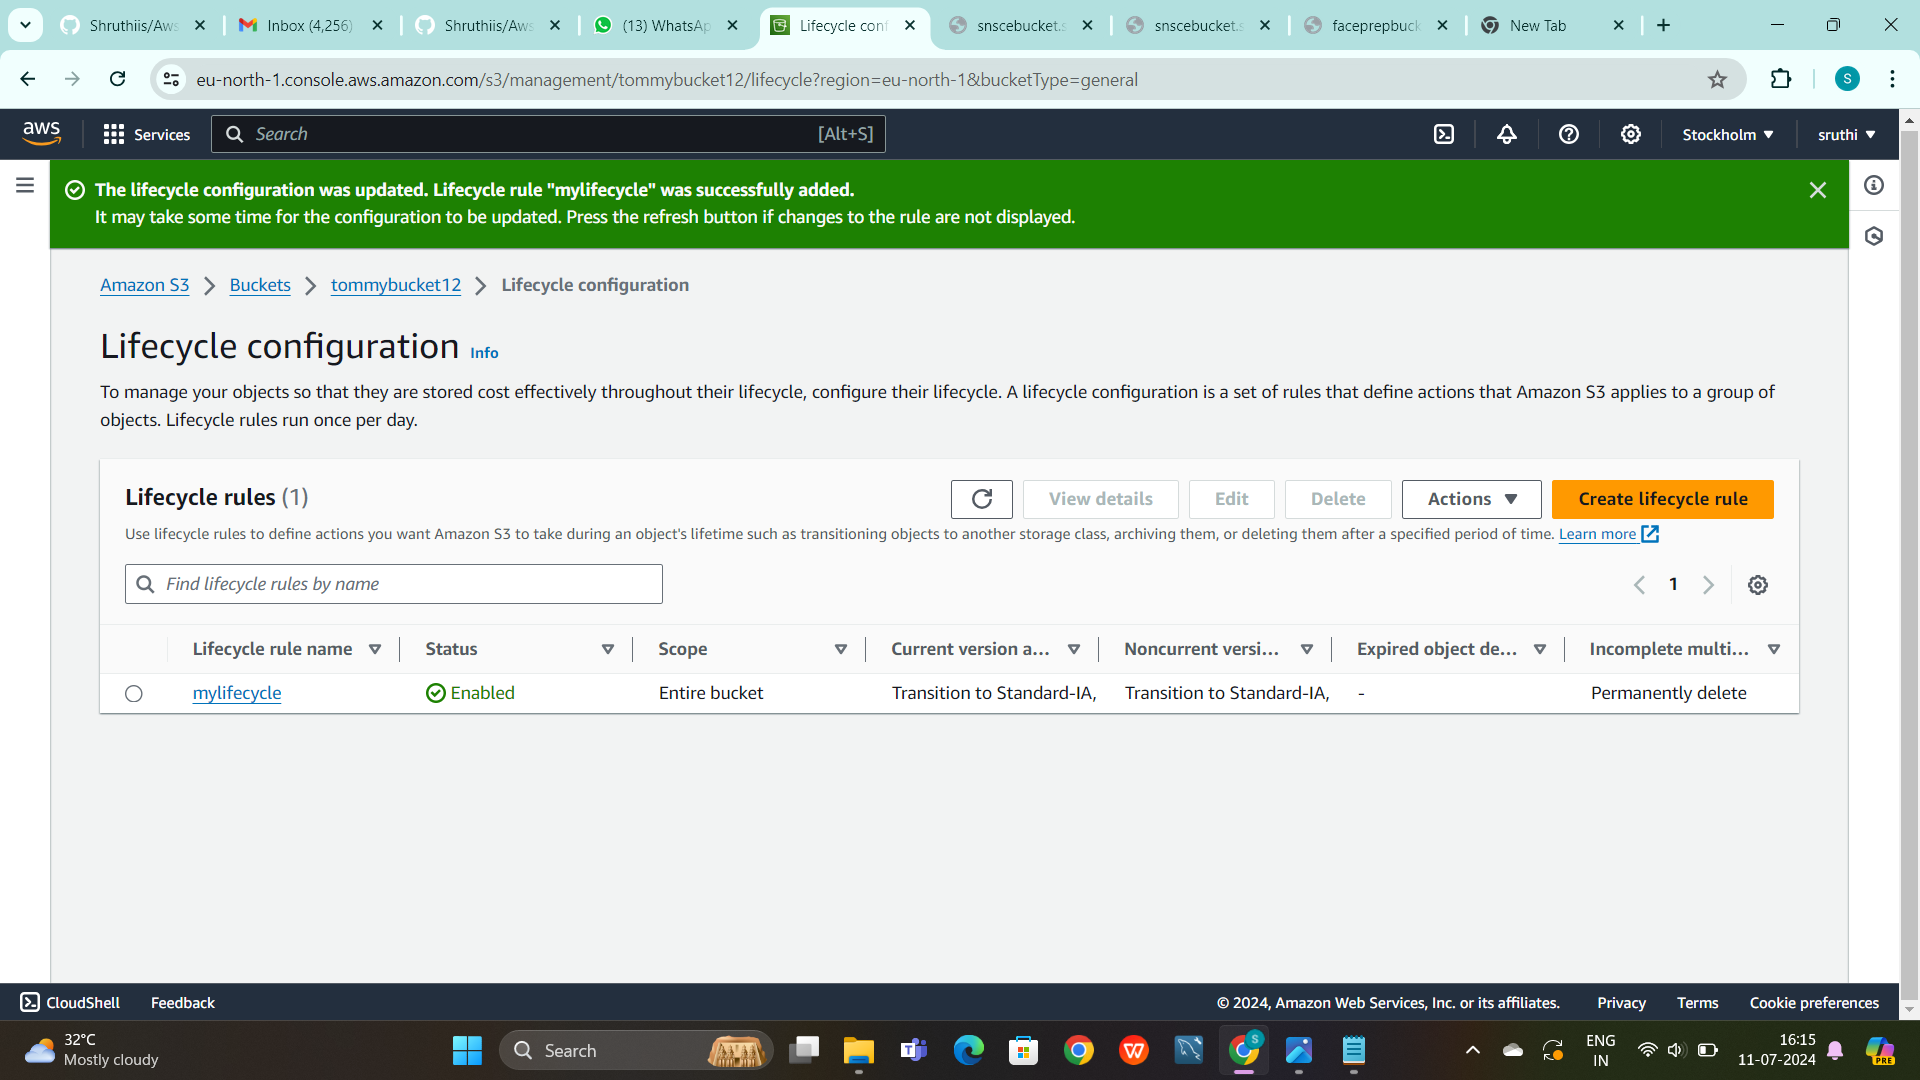 Shruthiis/Aws
Inbox (4,256)
Shruthiis/Aws
(13) WhatsAp
Lifecycle conf
snscebucket.s
snscebucket.s
faceprepbuck
New Tab
eu-north-1.console.aws.amazon.com/s3/management/tommybucket12/lifecycle?region=eu-north-1&bucketType=general
S
aws
Services
Search
[Alt+S]
Stockholm
sruthi
The lifecycle configuration was updated. Lifecycle rule "mylifecycle" was successfully added.
It may take some time for the configuration to be updated. Press the refresh button if changes to the rule are not displayed.
Amazon S3
Buckets
tommybucket12
Lifecycle configuration
Lifecycle configuration Info
To manage your objects so that they are stored cost effectively throughout their lifecycle, configure their lifecycle. A lifecycle configuration is a set of rules that define actions that Amazon S3 applies to a group of
objects. Lifecycle rules run once per day.
Lifecycle rules (1)
View details
Edit
Delete
Actions
Create lifecycle rule
Use lifecycle rules to define actions you want Amazon S3 to take during an object's lifetime such as transitioning objects to another storage class, archiving them, or deleting them after a specified period of time. Learn more
Find lifecycle rules by name
1
Lifecycle rule name
Status
Scope
Current version a...
Noncurrent versi...
Expired object de...
Incomplete multi...
mylifecycle
Enabled
Entire bucket
Transition to Standard-IA,
Transition to Standard-IA,
-
Permanently delete
CloudShell
Feedback
© 2024, Amazon Web Services, Inc. or its affiliates.
Privacy
Terms
Cookie preferences
32°C
Mostly cloudy
Search
S
ENG
IN
16:15
11-07-2024
PRE